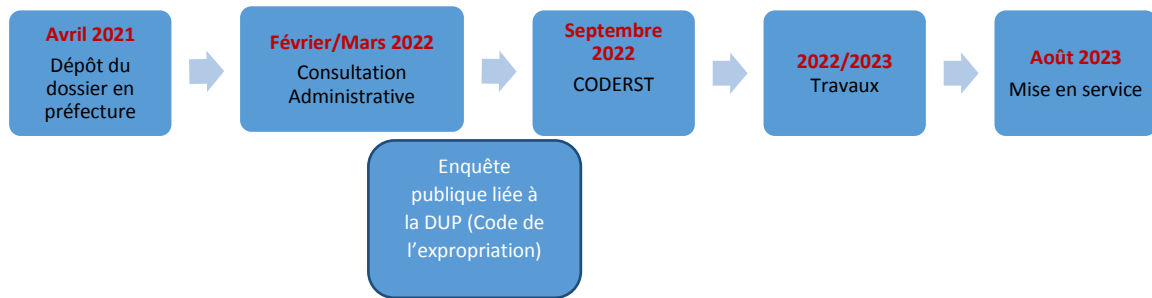 Avril 2021
Dépôt du
dossier en
préfecture
Février/Mars 2022
Consultation
Administrative
Septembre
2022
CODERST
2022/2023
Travaux
Août 2023
Mise en service
Enquête
publique liée à
la DUP (Code de
l’expropriation)